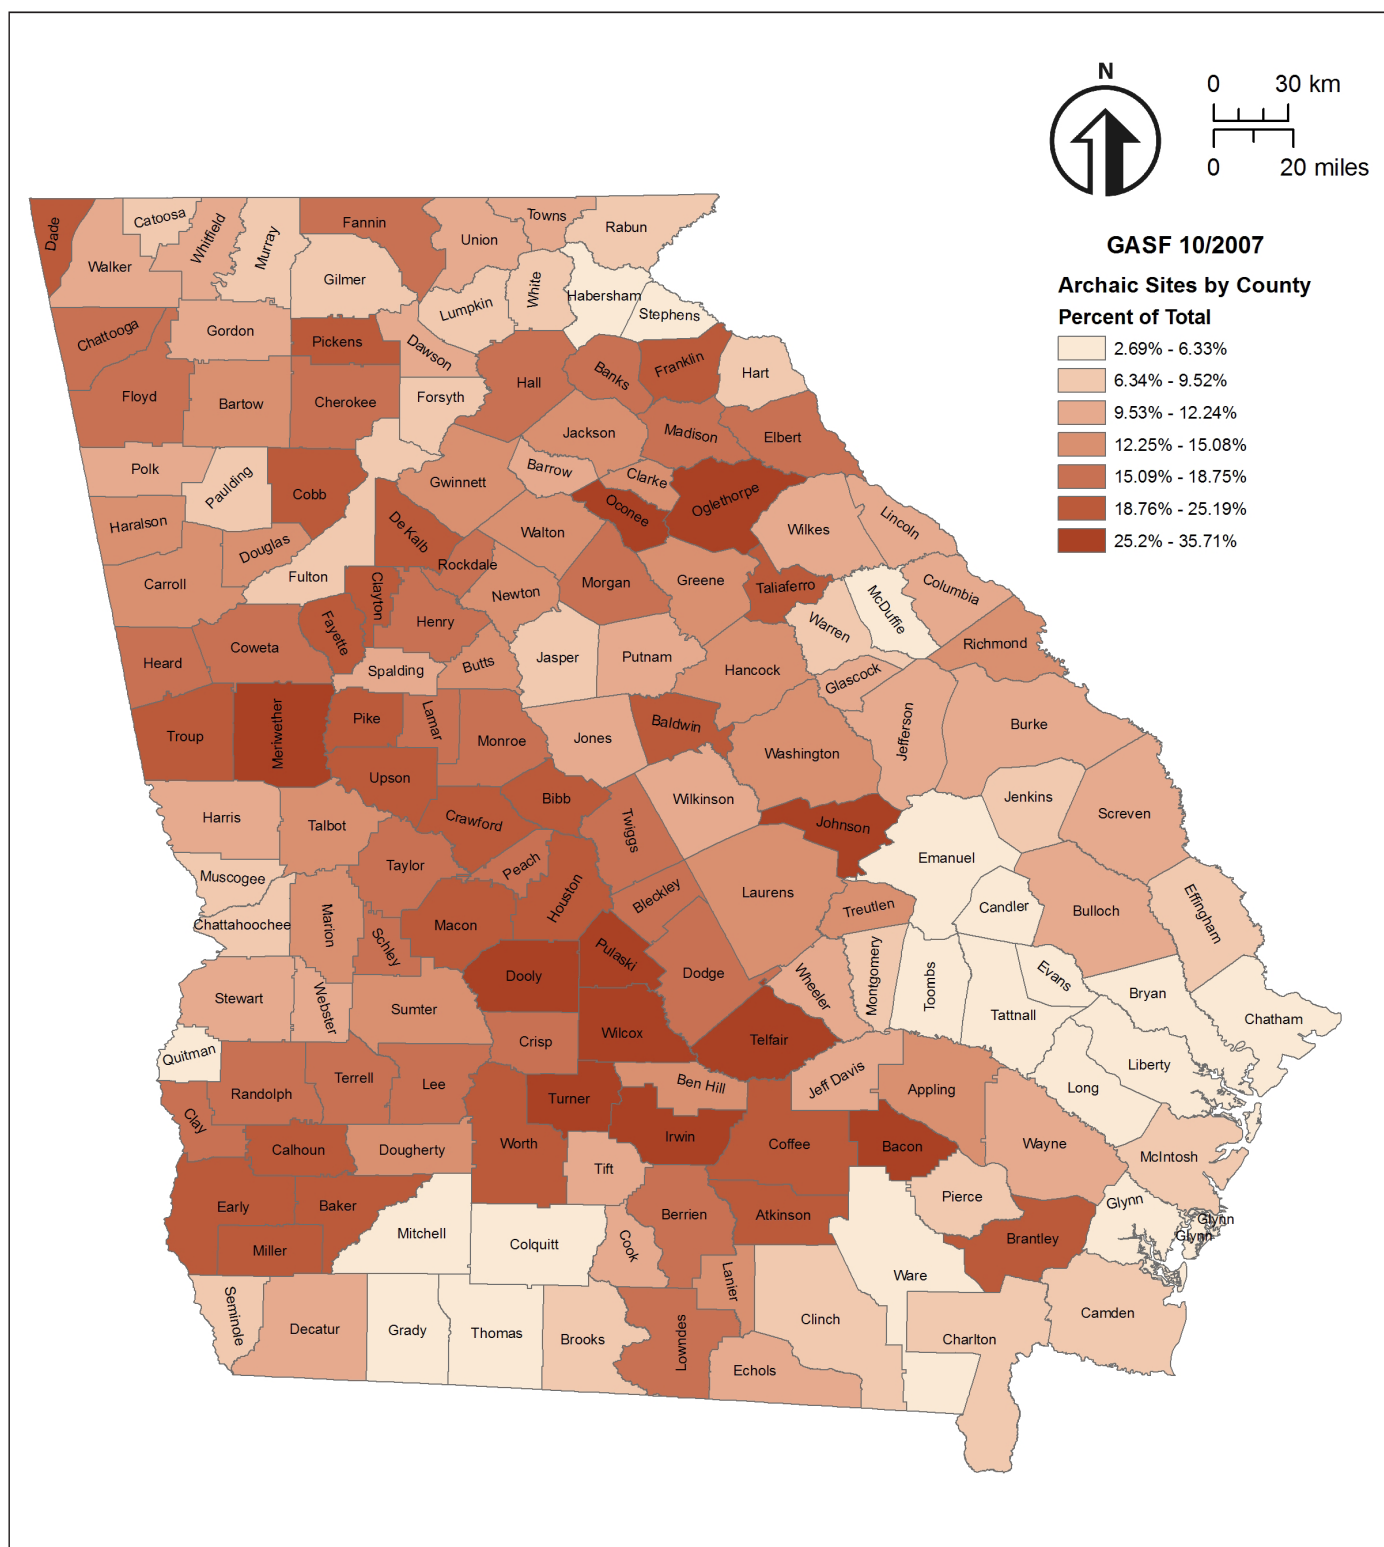 N
0 30 km
0 20 miles
GASF 10/2007
Archaic Sites by County
Percent of Total
2.69% - 6.33%
6.34% - 9.52%
9.53% - 12.24%
12.25% - 15.08%
15.09% - 18.75%
18.76% - 25.19%
25.2% - 35.71%
Dade
Walker
Catoosa
Whitfield
Murray
Fannin
Gilmer
Union
Towns
Rabun
Lumpkin
White
Habersham
Stephens
Chattooga
Gordon
Pickens
Dawson
Hall
Banks
Franklin
Hart
Floyd
Bartow
Cherokee
Forsyth
Jackson
Madison
Elbert
Polk
Paulding
Cobb
Gwinnett
Barrow
Clarke
Oconee
Oglethorpe
Wilkes
Lincoln
Haralson
Douglas
De Kalb
Walton
Rockdale
Carroll
Fulton
Clayton
Newton
Morgan
Greene
Taliaferro
McDuffie
Columbia
Fayette
Henry
Warren
Richmond
Heard
Coweta
Spalding
Butts
Jasper
Putnam
Hancock
Glascock
Troup
Meriwether
Pike
Lamar
Monroe
Jones
Baldwin
Washington
Jefferson
Burke
Upson
Harris
Talbot
Crawford
Bibb
Twiggs
Wilkinson
Johnson
Jenkins
Screven
Taylor
Peach
Muscogee
Houston
Emanuel
Chattahoochee
Marion
Schley
Macon
Bleckley
Laurens
Treutlen
Candler
Bulloch
Effingham
Stewart
Webster
Sumter
Dooly
Pulaski
Dodge
Wheeler
Montgomery
Toombs
Tattnall
Evans
Bryan
Chatham
Quitman
Crisp
Wilcox
Telfair
Liberty
Randolph
Terrell
Lee
Turner
Ben Hill
Jeff Davis
Appling
Long
Clay
Calhoun
Dougherty
Worth
Tift
Irwin
Coffee
Bacon
Wayne
McIntosh
Early
Baker
Mitchell
Colquitt
Cook
Berrien
Atkinson
Pierce
Brantley
Glynn
Glynn
Glynn
Miller
Ware
Seminole
Decatur
Grady
Thomas
Brooks
Lowndes
Lanier
Echols
Clinch
Charlton
Camden